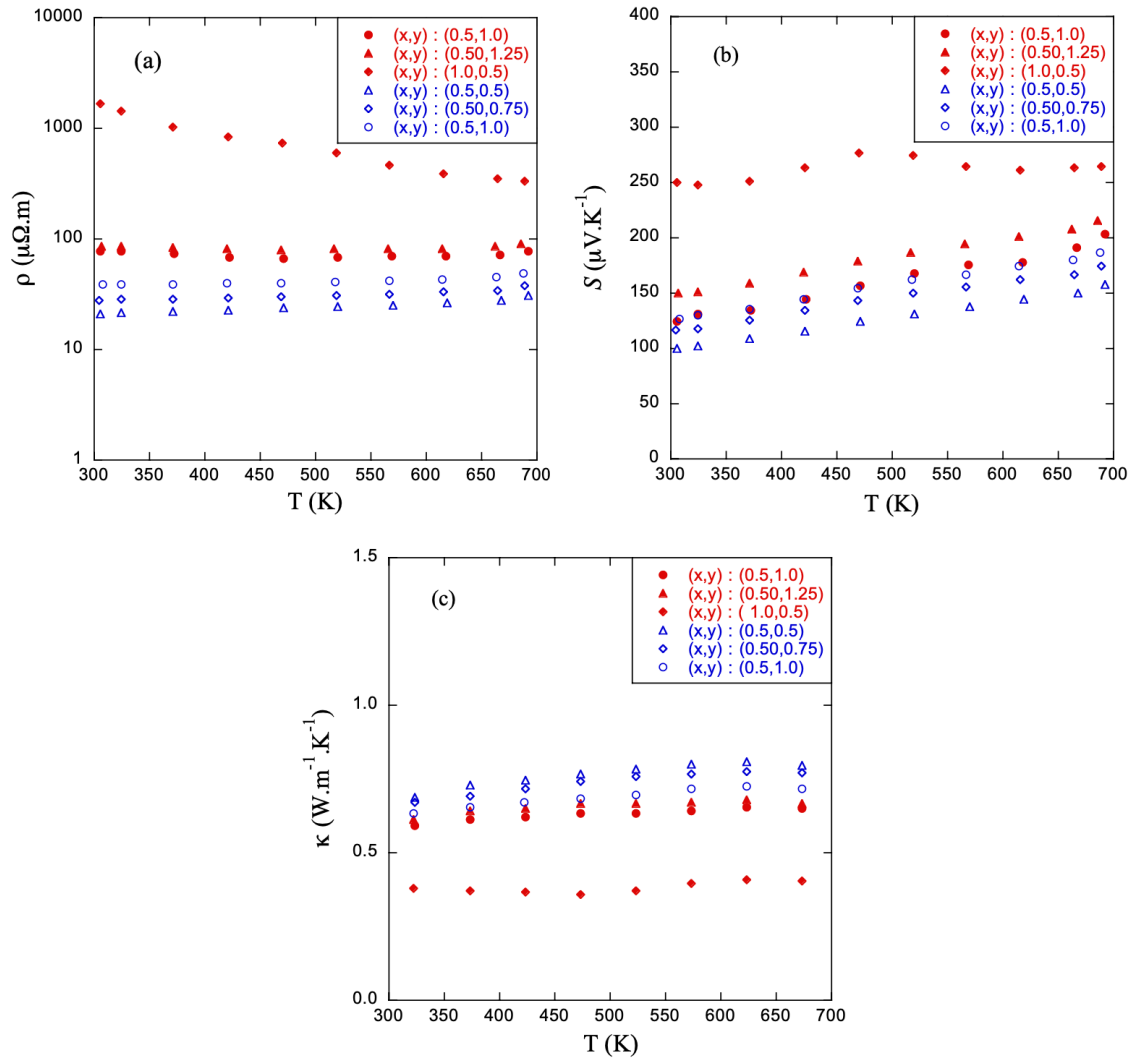 (a)
(x,y) : (0.5,1.0)
(x,y) : (0.50,1.25)
(x,y) : (1.0,0.5)
(x,y) : (0.5,0.5)
(x,y) : (0.50,0.75)
(x,y) : (0.5,1.0)
10000
1000
100
10
1
ρ (μΩ.m)
300 350 400 450 500 550 600 650 700
T (K)
(b)
(x,y) : (0.5,1.0)
(x,y) : (0.50,1.25)
(x,y) : (1.0,0.5)
(x,y) : (0.5,0.5)
(x,y) : (0.50,0.75)
(x,y) : (0.5,1.0)
400
350
300
250
200
150
100
50
0
S (μV.K⁻¹)
300 350 400 450 500 550 600 650 700
T (K)
(c)
(x,y) : (0.5,1.0)
(x,y) : (0.50,1.25)
(x,y) : ( 1.0,0.5)
(x,y) : (0.5,0.5)
(x,y) : (0.50,0.75)
(x,y) : (0.5,1.0)
1.5
1.0
0.5
0.0
κ (W.m⁻¹.K⁻¹)
300 350 400 450 500 550 600 650 700
T (K)